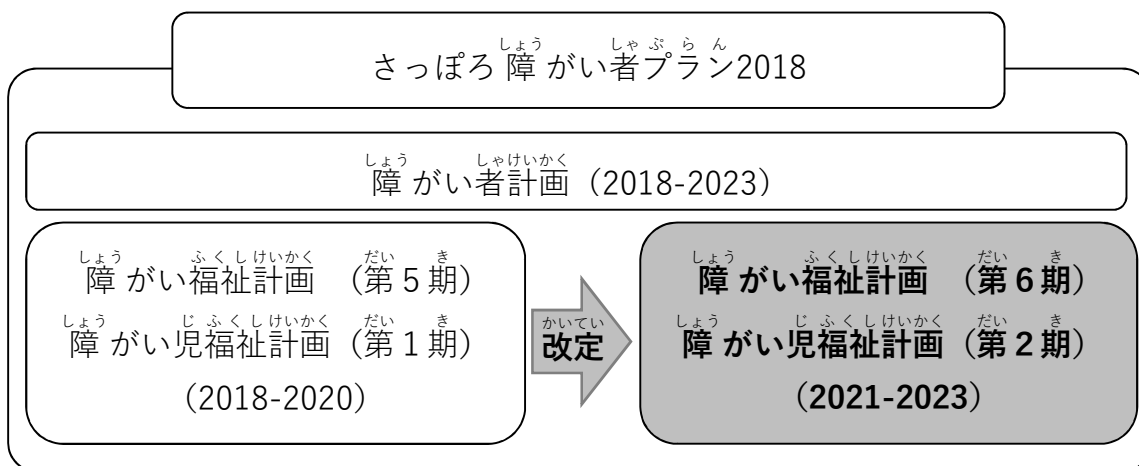 さっぽろ障がい者プラン2018
障がい者計画（2018-2023）
障がい福祉計画（第５期）
障がい児福祉計画（第１期）
（2018-2020）
改定
障がい福祉計画（第６期）
障がい児福祉計画（第２期）
（2021-2023）